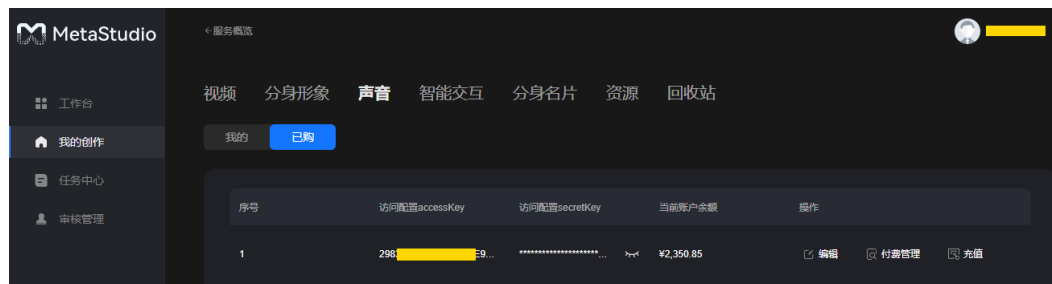 MetaStudio
←服务概览
视频 分身形象 声音 智能交互 分身名片 资源 回收站
工作台
我的 已购
我的创作
任务中心
序号 访问配置accessKey 访问配置secretKey 当前账户余额 操作
审核管理
1 298 E9... *********************... ¥2,350.85 编辑 付费管理 充值